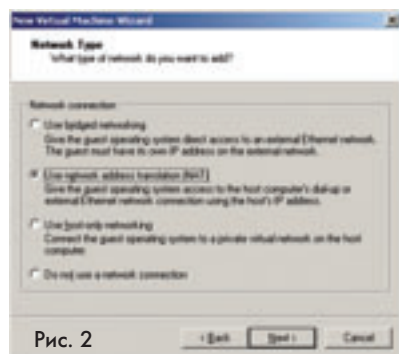 New Virtual Machine Wizard
Network Type
What type of network do you want to add?
Network connection
Use bridged networking
Give the guest operating system direct access to an external Ethernet network.
The guest must have its own IP address on the external network.
Use network address translation (NAT)
Give the guest operating system access to the host computer's dial-up or
external Ethernet network connection using the host's IP address.
Use host-only networking
Connect the guest operating system to a private virtual network on the host
computer.
Do not use a network connection
< Back Next > Cancel
Рис. 2